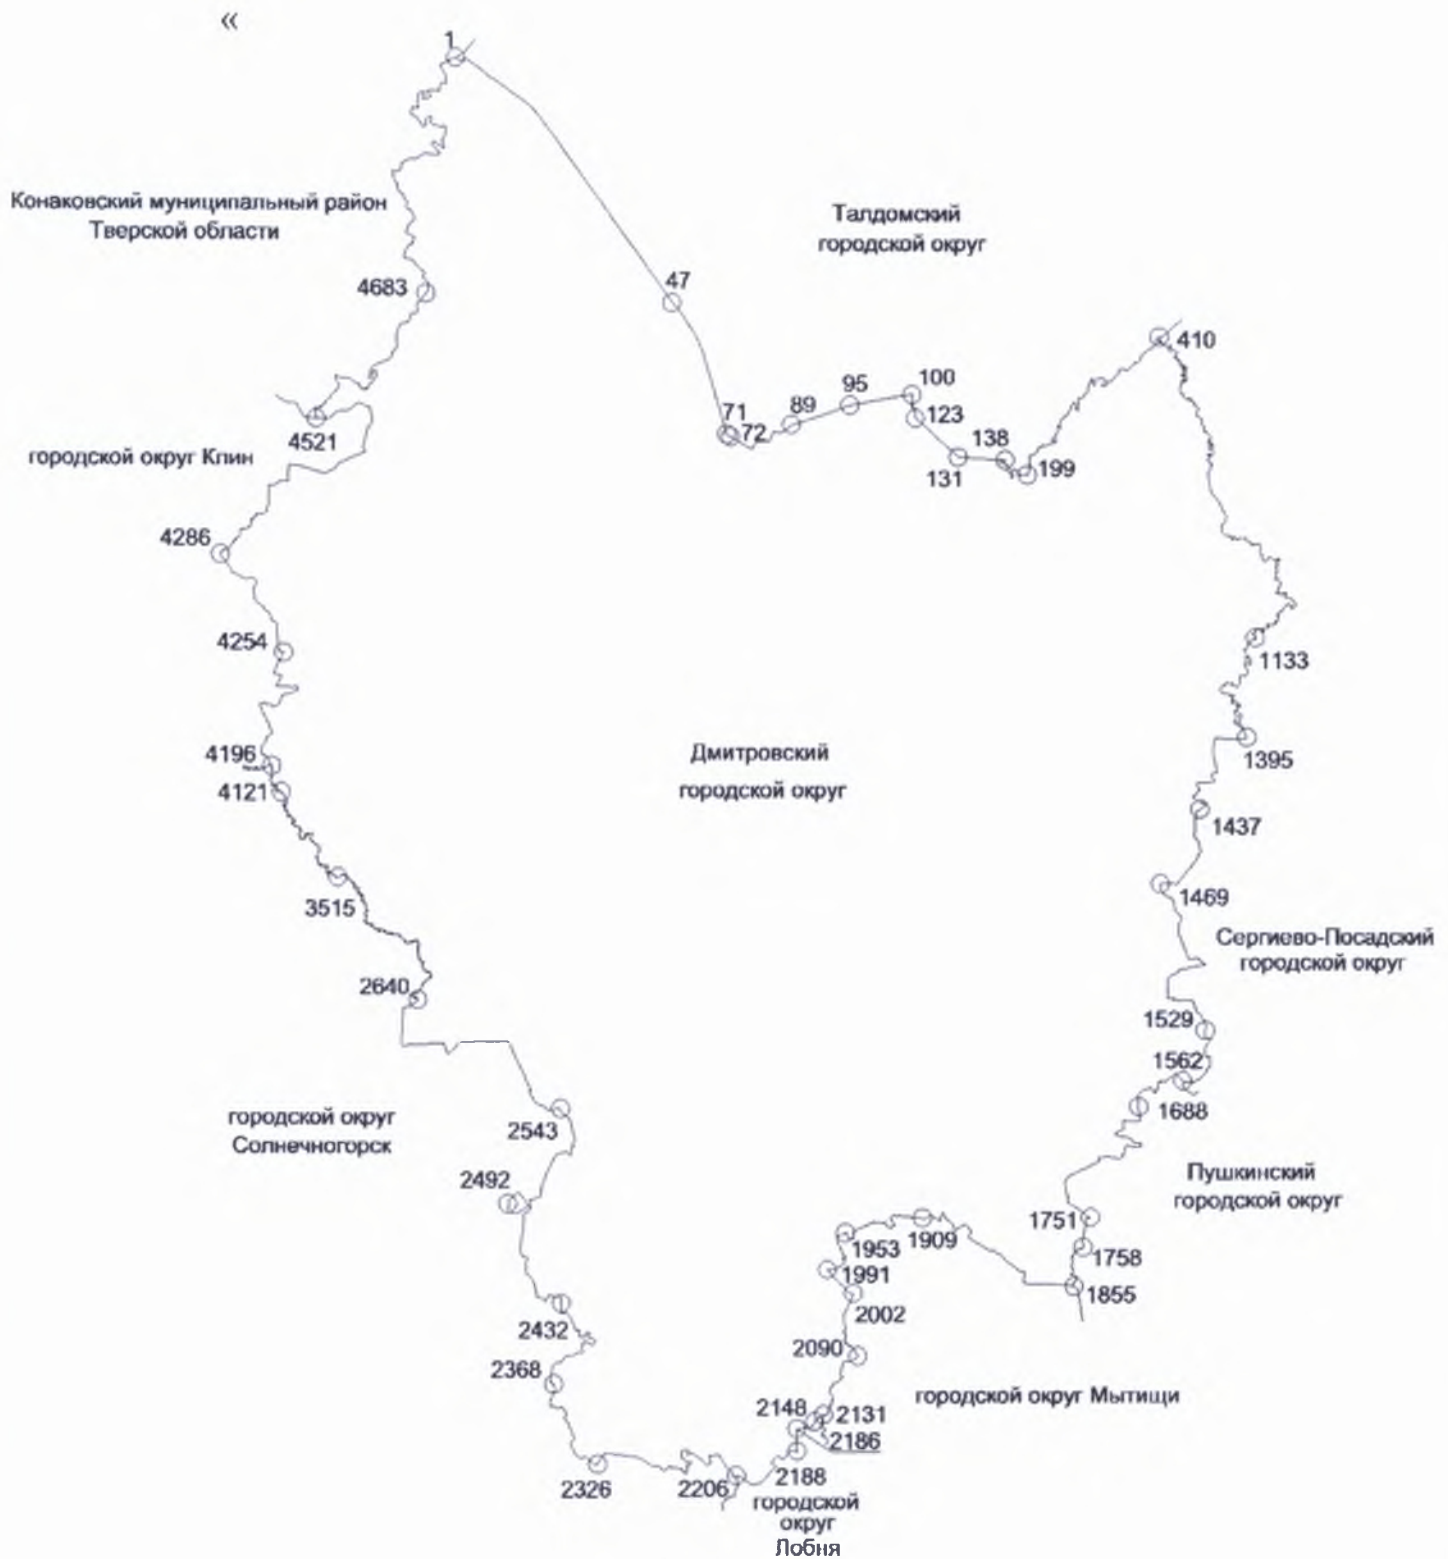 «
1
Конаковский муниципальный район
Тверской области
Талдомский
городской округ
4683
47
410
100
95
89
123
71
72
138
131
199
4521
городской округ Клин
4286
4254
1133
4196
4121
Дмитровский
городской округ
1395
1437
3515
1469
Сергиево-Посадский
городской округ
2640
1529
1562
1688
городской округ
Солнечногорск
2543
2492
Пушкинский
городской округ
1751
1758
1855
1909
1953
1991
2002
2432
2090
2368
городской округ Мытищи
2148
2131
2186
2188
2326
2206
городской
округ
Лобня